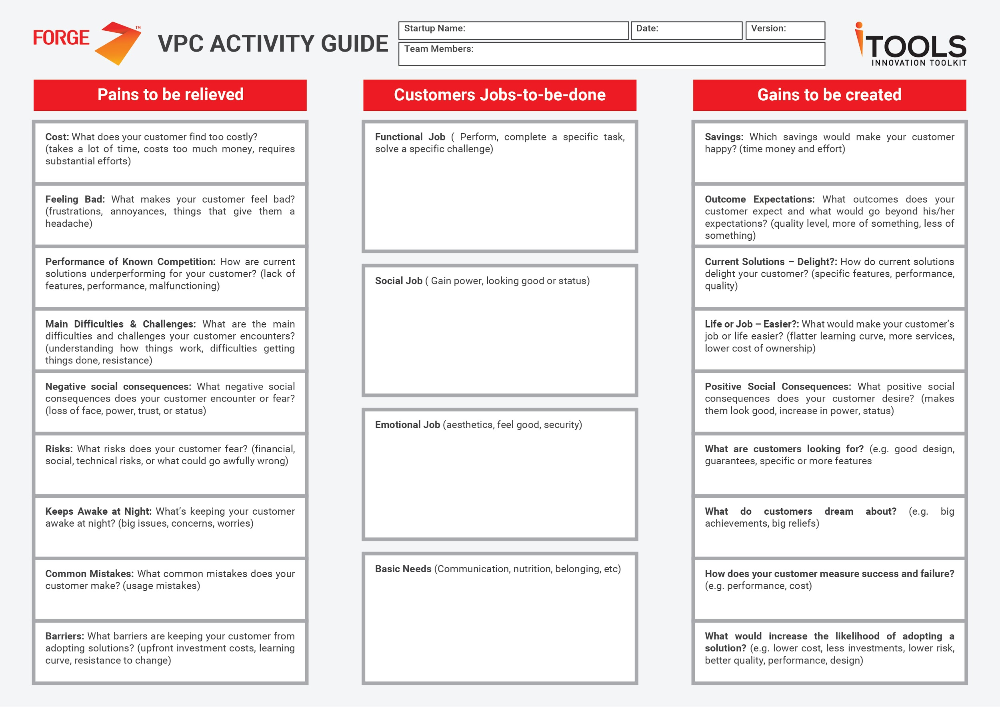 FORGE
TM
VPC ACTIVITY GUIDE
Startup Name:
Date:
Version:
Team Members:
iTOOLS
INNOVATION TOOLKIT
Pains to be relieved
Cost: What does your customer find too costly?
(takes a lot of time, costs too much money, requires
substantial efforts)
Feeling Bad: What makes your customer feel bad?
(frustrations, annoyances, things that give them a
headache)
Performance of Known Competition: How are current
solutions underperforming for your customer? (lack of
features, performance, malfunctioning)
Main Difficulties & Challenges: What are the main
difficulties and challenges your customer encounters?
(understanding how things work, difficulties getting
things done, resistance)
Negative social consequences: What negative social
consequences does your customer encounter or fear?
(loss of face, power, trust, or status)
Risks: What risks does your customer fear? (financial,
social, technical risks, or what could go awfully wrong)
Keeps Awake at Night: What’s keeping your customer
awake at night? (big issues, concerns, worries)
Common Mistakes: What common mistakes does your
customer make? (usage mistakes)
Barriers: What barriers are keeping your customer from
adopting solutions? (upfront investment costs, learning
curve, resistance to change)
Customers Jobs-to-be-done
Functional Job ( Perform, complete a specific task,
solve a specific challenge)
Social Job ( Gain power, looking good or status)
Emotional Job (aesthetics, feel good, security)
Basic Needs (Communication, nutrition, belonging, etc)
Gains to be created
Savings: Which savings would make your customer
happy? (time money and effort)
Outcome Expectations: What outcomes does your
customer expect and what would go beyond his/her
expectations? (quality level, more of something, less of
something)
Current Solutions – Delight?: How do current solutions
delight your customer? (specific features, performance,
quality)
Life or Job – Easier?: What would make your customer’s
job or life easier? (flatter learning curve, more services,
lower cost of ownership)
Positive Social Consequences: What positive social
consequences does your customer desire? (makes
them look good, increase in power, status)
What are customers looking for? (e.g. good design,
guarantees, specific or more features
What do customers dream about? (e.g. big
achievements, big reliefs)
How does your customer measure success and failure?
(e.g. performance, cost)
What would increase the likelihood of adopting a
solution? (e.g. lower cost, less investments, lower risk,
better quality, performance, design)